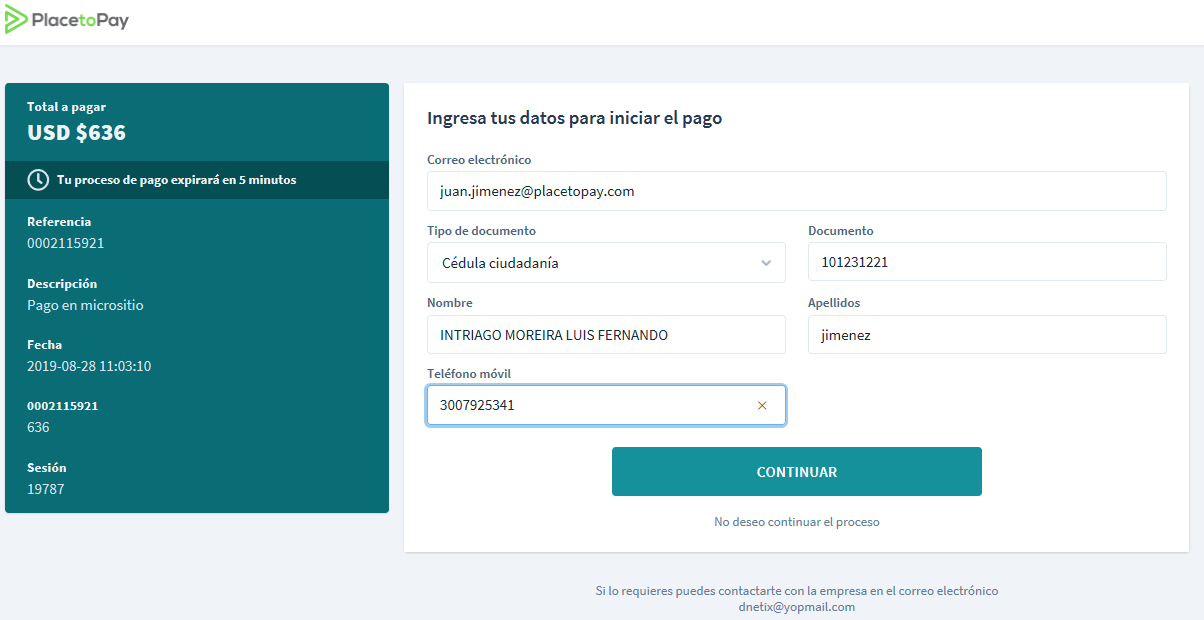 PlacetoPay
Total a pagar
USD $636
Tu proceso de pago expirará en 5 minutos
Referencia
0002115921
Descripción
Pago en micrositio
Fecha
2019-08-28 11:03:10
0002115921
636
Sesión
19787
Ingresa tus datos para iniciar el pago
Correo electrónico
juan.jimenez@placetopay.com
Tipo de documento
Documento
Cédula ciudadanía
101231221
Nombre
Apellidos
INTRIAGO MOREIRA LUIS FERNANDO
jimenez
Teléfono móvil
3007925341
CONTINUAR
No deseo continuar el proceso
Si lo requieres puedes contactarte con la empresa en el correo electrónico
dnetix@yopmail.com